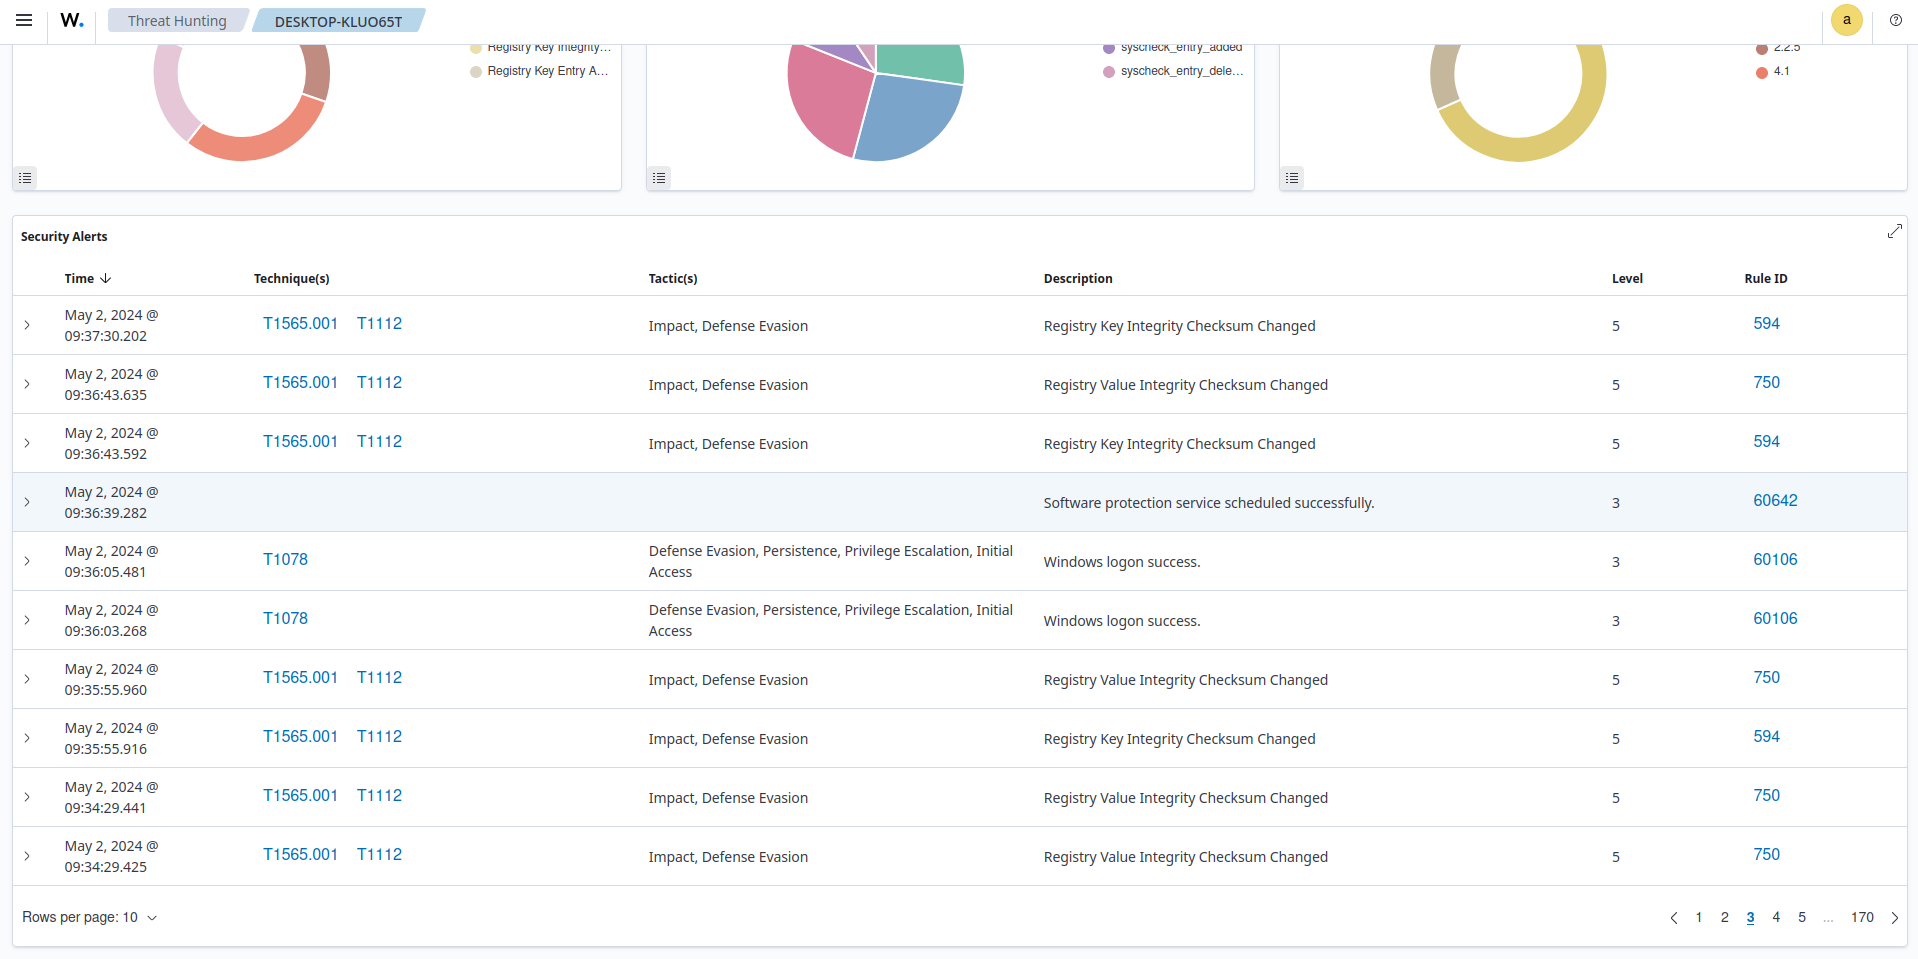 W.
Threat Hunting
DESKTOP-KLUO65T
a
Registry Key Integrity...
Registry Key Entry A...
syscheck_entry_added
syscheck_entry_dele...
2.2.5
4.1
Security Alerts
Time Technique(s) Tactic(s) Description Level Rule ID
May 2, 2024 @
09:37:30.202
T1565.001 T1112 Impact, Defense Evasion Registry Key Integrity Checksum Changed 5 594
May 2, 2024 @
09:36:43.635
T1565.001 T1112 Impact, Defense Evasion Registry Value Integrity Checksum Changed 5 750
May 2, 2024 @
09:36:43.592
T1565.001 T1112 Impact, Defense Evasion Registry Key Integrity Checksum Changed 5 594
May 2, 2024 @
09:36:39.282
Software protection service scheduled successfully. 3 60642
May 2, 2024 @
09:36:05.481
T1078
Defense Evasion, Persistence, Privilege Escalation, Initial
Access
Windows logon success. 3 60106
May 2, 2024 @
09:36:03.268
T1078
Defense Evasion, Persistence, Privilege Escalation, Initial
Access
Windows logon success. 3 60106
May 2, 2024 @
09:35:55.960
T1565.001 T1112 Impact, Defense Evasion Registry Value Integrity Checksum Changed 5 750
May 2, 2024 @
09:35:55.916
T1565.001 T1112 Impact, Defense Evasion Registry Key Integrity Checksum Changed 5 594
May 2, 2024 @
09:34:29.441
T1565.001 T1112 Impact, Defense Evasion Registry Value Integrity Checksum Changed 5 750
May 2, 2024 @
09:34:29.425
T1565.001 T1112 Impact, Defense Evasion Registry Value Integrity Checksum Changed 5 750
Rows per page: 10
1 2 3 4 5 ... 170